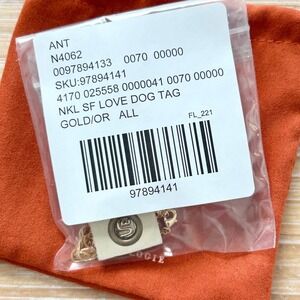 ANT
N4062
0097894133 0070 00000
SKU:97894141
4170 025558 0000041 0070 00000
NKL SF LOVE DOG TAG
GOLD/OR ALL
FL_221
97894141